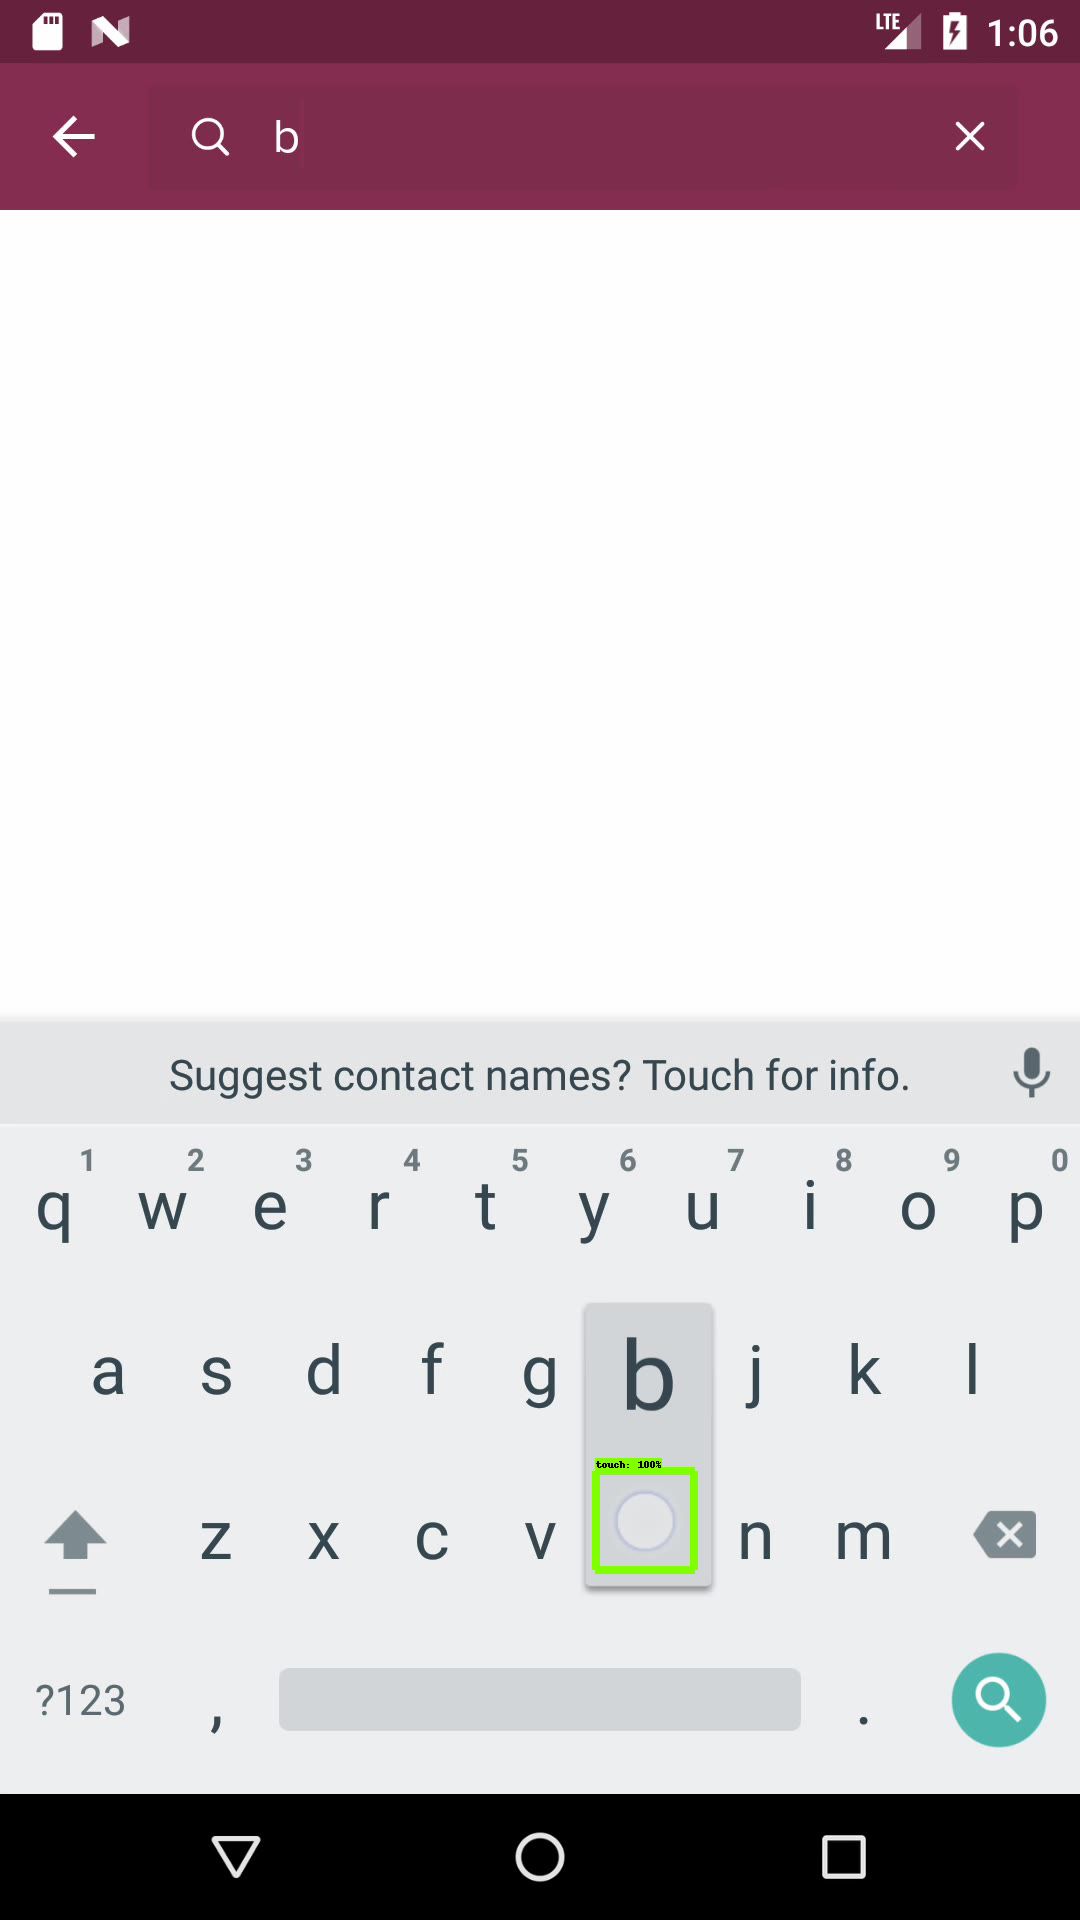 LTE 1:06
b
Suggest contact names? Touch for info.
1 2 3 4 5 6 7 8 9 0
q w e r t y u i o p
a s d f g b j k l
touch: 100%
z x c v n m
?123 , .